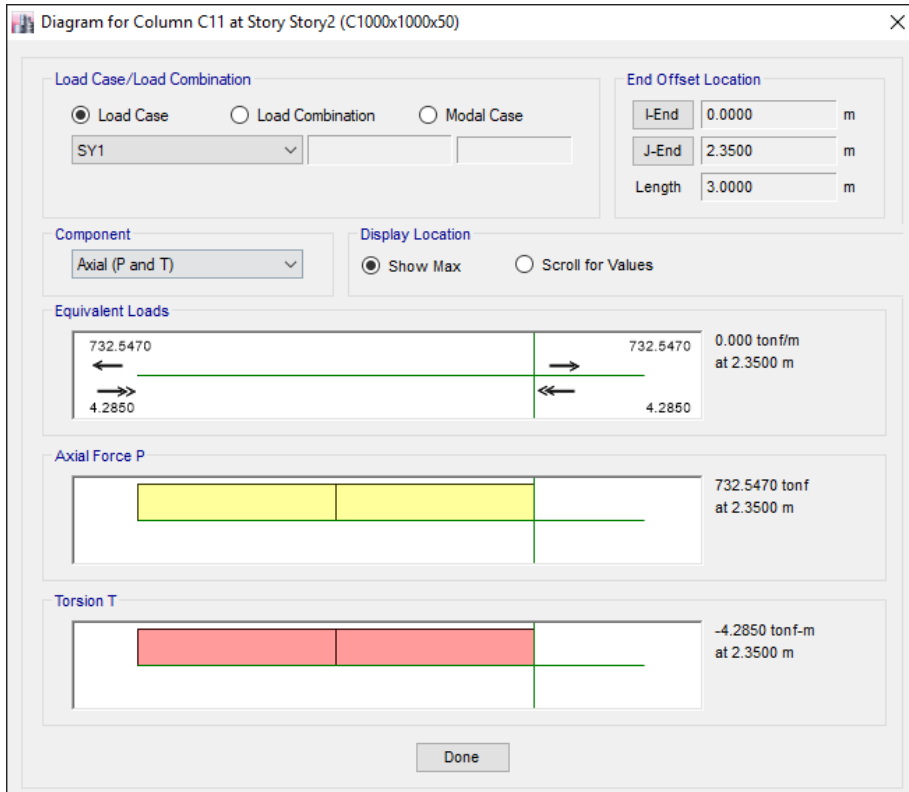 Diagram for Column C11 at Story Story2 (C1000x1000x50)
Load Case/Load Combination
Load Case
Load Combination
Modal Case
SY1
End Offset Location
I-End 0.0000 m
J-End 2.3500 m
Length 3.0000 m
Component
Axial (P and T)
Display Location
Show Max
Scroll for Values
Equivalent Loads
732.5470 732.5470
4.2850 4.2850
0.000 tonf/m
at 2.3500 m
Axial Force P
732.5470 tonf
at 2.3500 m
Torsion T
-4.2850 tonf-m
at 2.3500 m
Done